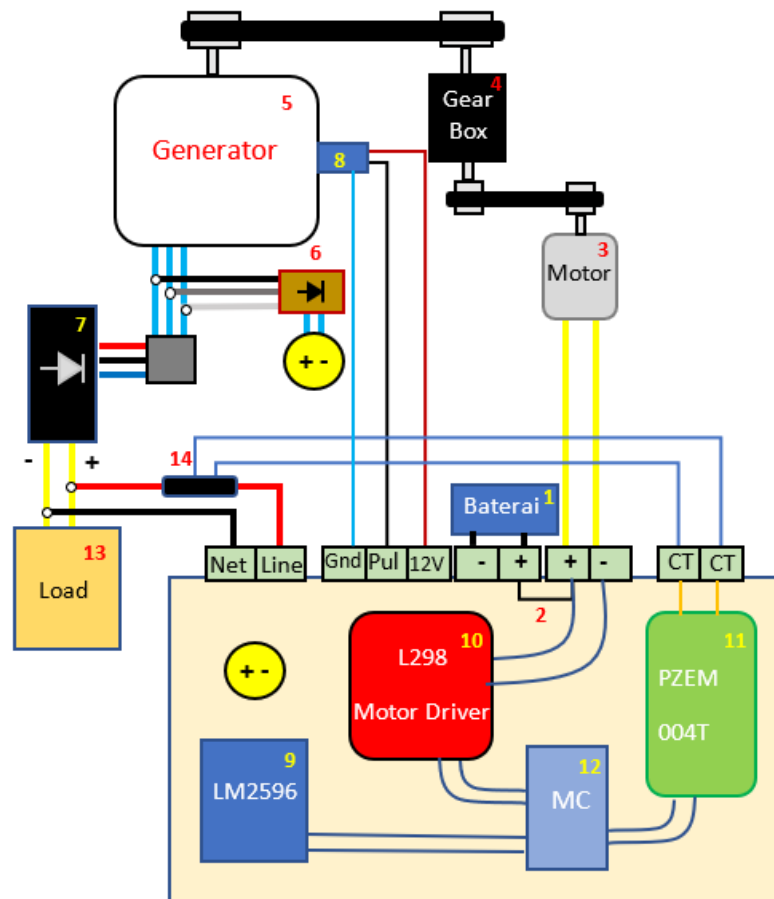 4
Gear
Box
5
Generator
8
3
Motor
6
7
+ -
- +
14
Baterai 1
13
Load
Net Line Gnd Pul 12V - + + - CT CT
2
10
L298
Motor Driver
11
PZEM
004T
+ -
9
LM2596
12
MC